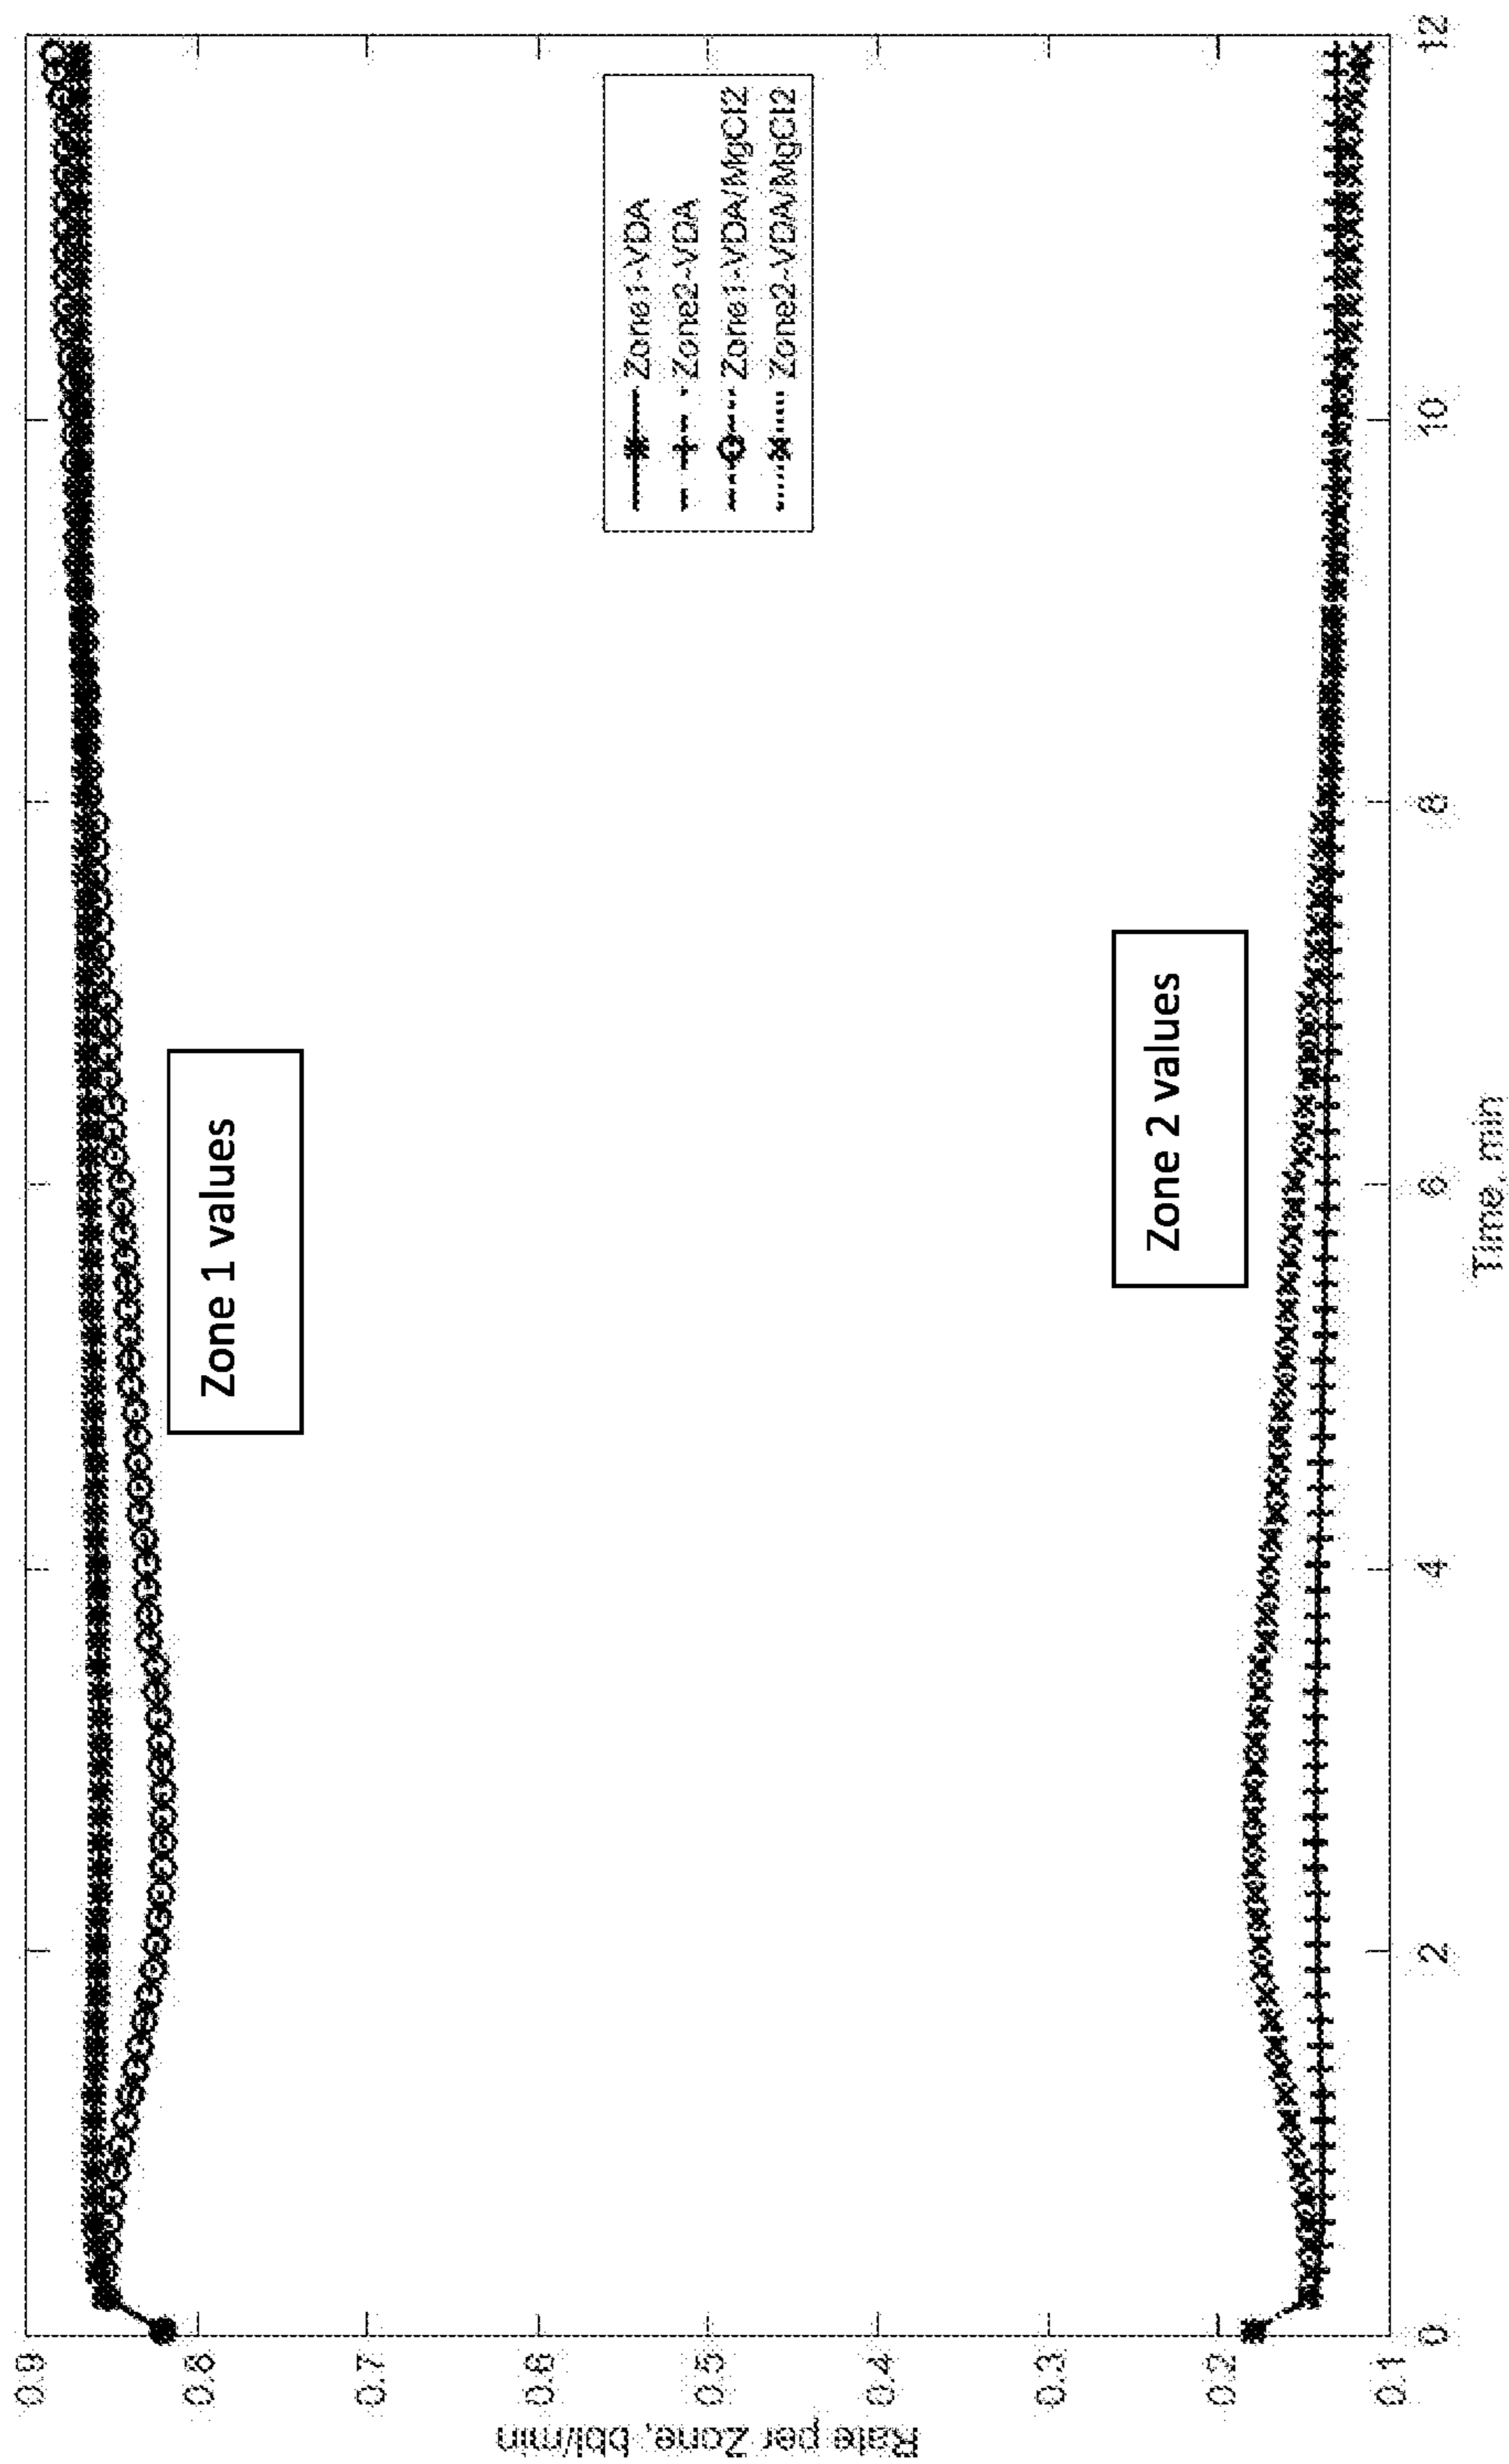 Rate per Zone, bbl/min
0.9
0.8
0.7
0.6
0.5
0.4
0.3
0.2
0.1
Zone 1 values
Zone1-VDA
Zone2-VDA
Zone1-VDA/MgCl2
Zone2-VDA/MgCl2
Zone 2 values
0
2
4
6
8
10
12
Time, min